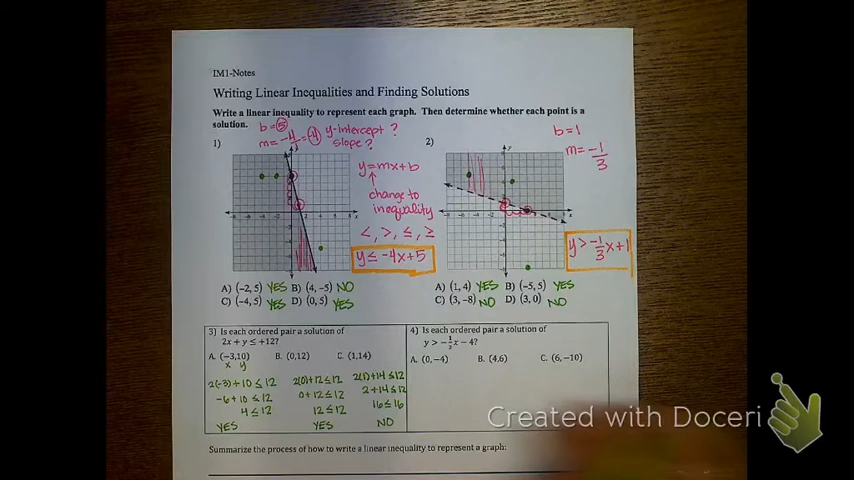 IM1-Notes
Writing Linear Inequalities and Finding Solutions
Write a linear inequality to represent each graph. Then determine whether each point is a
solution.
b=5
m= -4/1 = -4
y-intercept ?
slope ?
1)
y=mx+b
change to
inequality
<, >, ≤, ≥
y ≤ -4x+5
A) (-2, 5) YES B) (4, -5) NO
C) (-4, 5) YES D) (0, 5) YES
2)
b=1
m= -1/3
y > -1/3 x+1
A) (1, 4) YES B) (-5, 5) YES
C) (3, -8) NO D) (3, 0) NO
3) Is each ordered pair a solution of
2x + y ≤ +12?
A. (-3,10) B. (0,12) C. (1,14)
x y
2(-3)+10 ≤ 12 2(0)+12 ≤ 12 2(1)+14 ≤ 12
-6+10 ≤ 12 0+12 ≤ 12 2+14 ≤ 12
4 ≤ 12 12 ≤ 12 16 ≤ 16
YES YES NO
4) Is each ordered pair a solution of
A. (0,-4) B. (4,6) C. (6,-10)
Summarize the process of how to write a linear inequality to represent a graph:
Created with Doceri